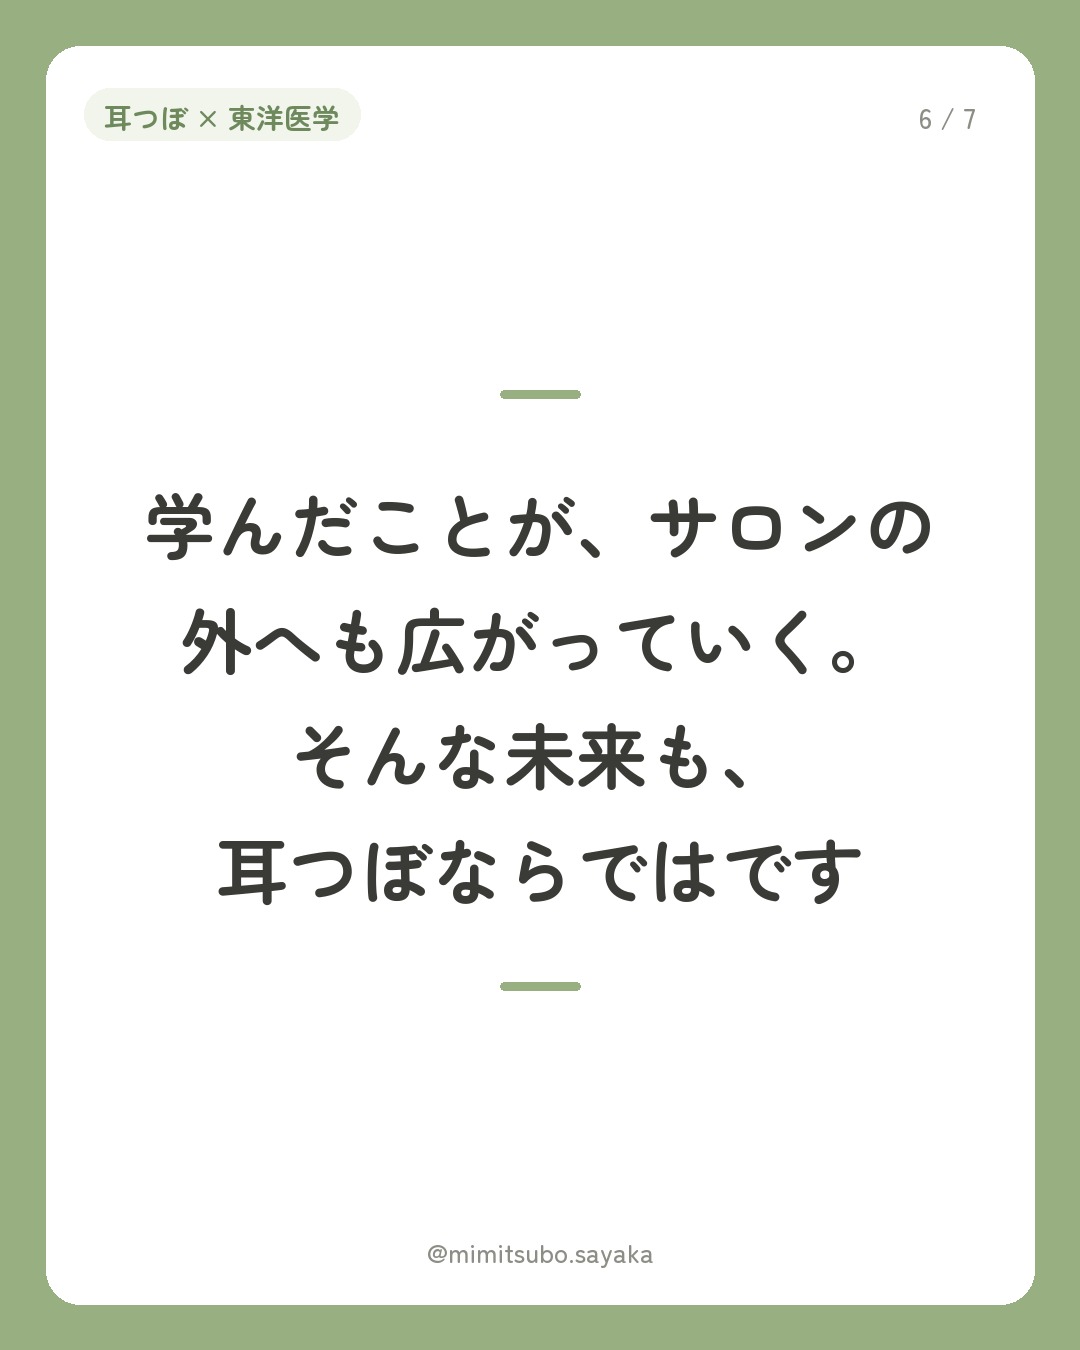 耳つぼ × 東洋医学
6 / 7
学んだことが、サロンの
外へも広がっていく。
そんな未来も、
耳つぼならではです
@mimitsubo.sayaka